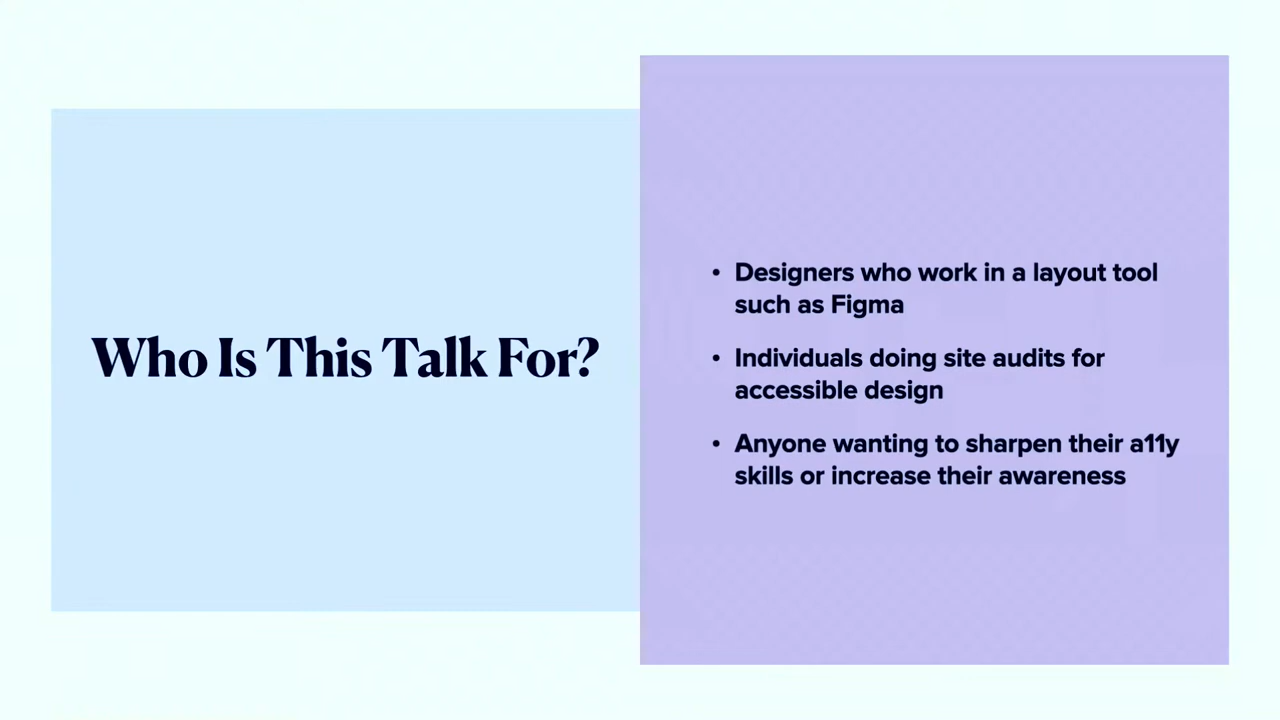 Who Is This Talk For?
• Designers who work in a layout tool
such as Figma
• Individuals doing site audits for
accessible design
• Anyone wanting to sharpen their a11y
skills or increase their awareness